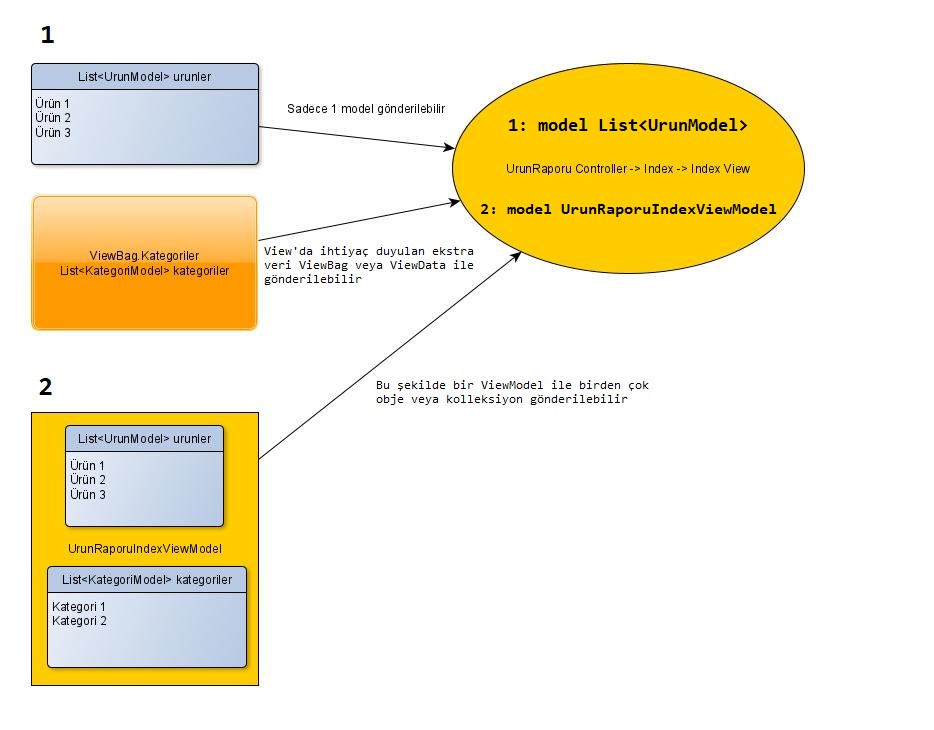 1
List<UrunModel> urunler
Ürün 1
Ürün 2
Ürün 3
Sadece 1 model gönderilebilir
1: model List<UrunModel>
UrunRaporu Controller -> Index -> Index View
2: model UrunRaporuIndexViewModel
ViewBag.Kategoriler
List<KategoriModel> kategoriler
View'da ihtiyaç duyulan ekstra
veri ViewBag veya ViewData ile
gönderilebilir
2
Bu şekilde bir ViewModel ile birden çok
obje veya kolleksiyon gönderilebilir
List<UrunModel> urunler
Ürün 1
Ürün 2
Ürün 3
UrunRaporuIndexViewModel
List<KategoriModel> kategoriler
Kategori 1
Kategori 2